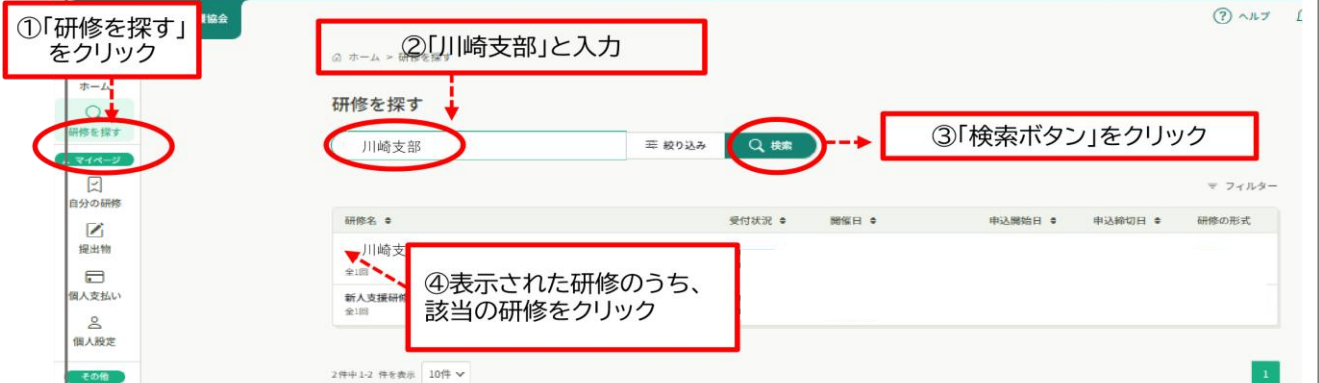 ①「研修を探す」
をクリック
協会
②「川崎支部」と入力
ヘルプ
ホーム > 研修を探す
ホーム
研修を探す
研修を探す
川崎支部
絞り込み
検索
③「検索ボタン」をクリック
マイページ
フィルター
自分の研修
研修名
受付状況
開催日
申込開始日
申込締切日
研修の形式
提出物
川崎支
全1回
④表示された研修のうち、
該当の研修をクリック
個人支払い
新人支援研修
全1回
個人設定
その他
2件中 1-2 件を表示
10件
1